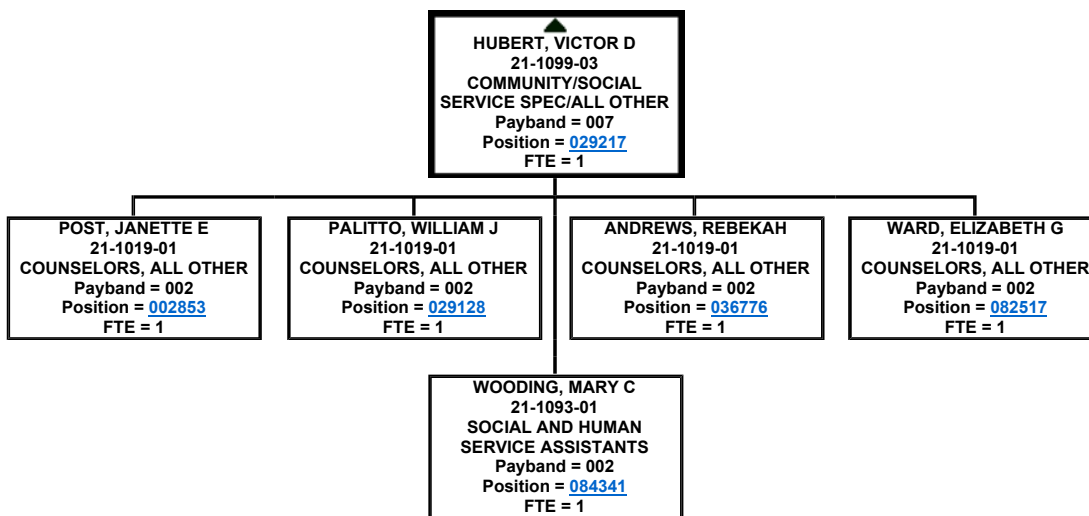 HUBERT, VICTOR D
21-1099-03
COMMUNITY/SOCIAL
SERVICE SPEC/ALL OTHER
Payband = 007
Position = 029217
FTE = 1
POST, JANETTE E
21-1019-01
COUNSELORS, ALL OTHER
Payband = 002
Position = 002853
FTE = 1
PALITTO, WILLIAM J
21-1019-01
COUNSELORS, ALL OTHER
Payband = 002
Position = 029128
FTE = 1
ANDREWS, REBEKAH
21-1019-01
COUNSELORS, ALL OTHER
Payband = 002
Position = 036776
FTE = 1
WARD, ELIZABETH G
21-1019-01
COUNSELORS, ALL OTHER
Payband = 002
Position = 082517
FTE = 1
WOODING, MARY C
21-1093-01
SOCIAL AND HUMAN
SERVICE ASSISTANTS
Payband = 002
Position = 084341
FTE = 1